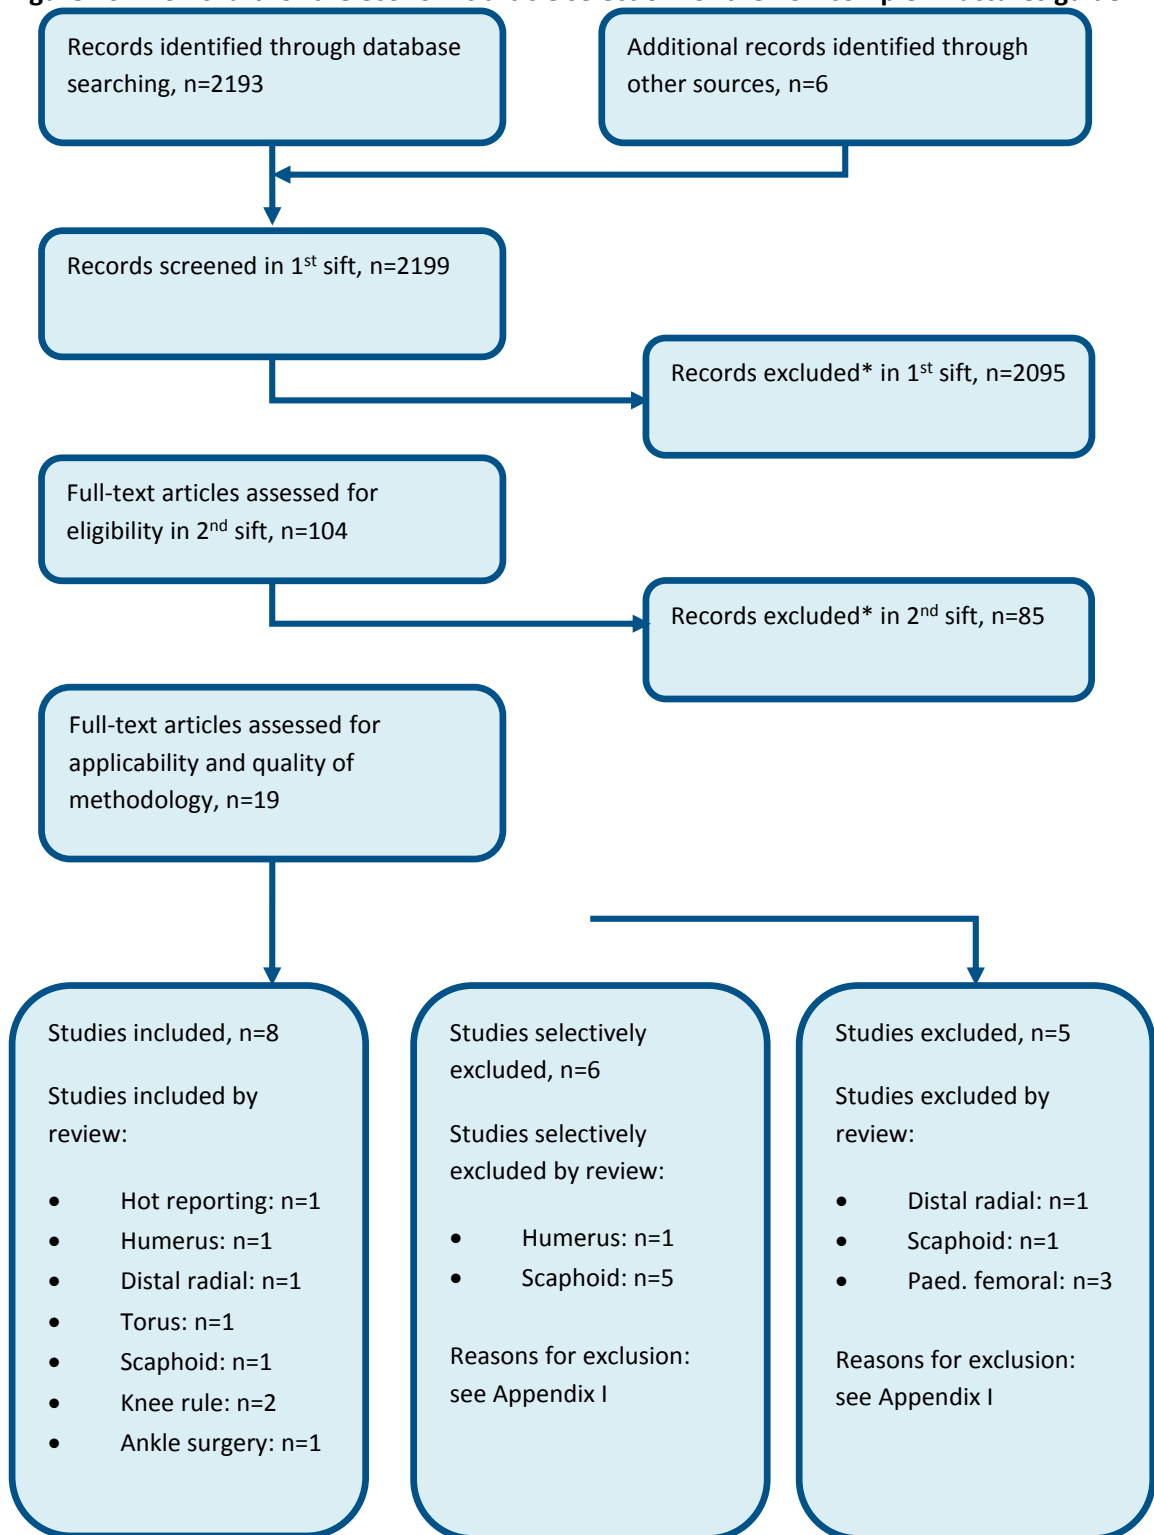 Records identified through database
searching, n=2193
Additional records identified through
other sources, n=6
Records screened in 1st sift, n=2199
Records excluded* in 1st sift, n=2095
Full-text articles assessed for
eligibility in 2nd sift, n=104
Records excluded* in 2nd sift, n=85
Full-text articles assessed for
applicability and quality of
methodology, n=19
Studies included, n=8
Studies included by
review:
• Hot reporting: n=1
• Humerus: n=1
• Distal radial: n=1
• Torus: n=1
• Scaphoid: n=1
• Knee rule: n=2
• Ankle surgery: n=1
Studies selectively
excluded, n=6
Studies selectively
excluded by review:
• Humerus: n=1
• Scaphoid: n=5
Reasons for exclusion:
see Appendix I
Studies excluded, n=5
Studies excluded by
review:
• Distal radial: n=1
• Scaphoid: n=1
• Paed. femoral: n=3
Reasons for exclusion:
see Appendix I